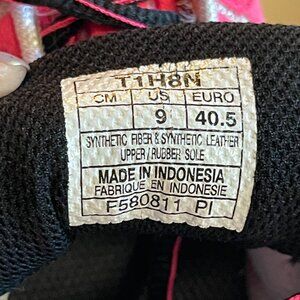 T1H8N
CM US EURO
9 40.5
SYNTHETIC FIBER & SYNTHETIC LEATHER
UPPER / RUBBER SOLE
MADE IN INDONESIA
FABRIQUE EN INDONESIE
F580811 PI